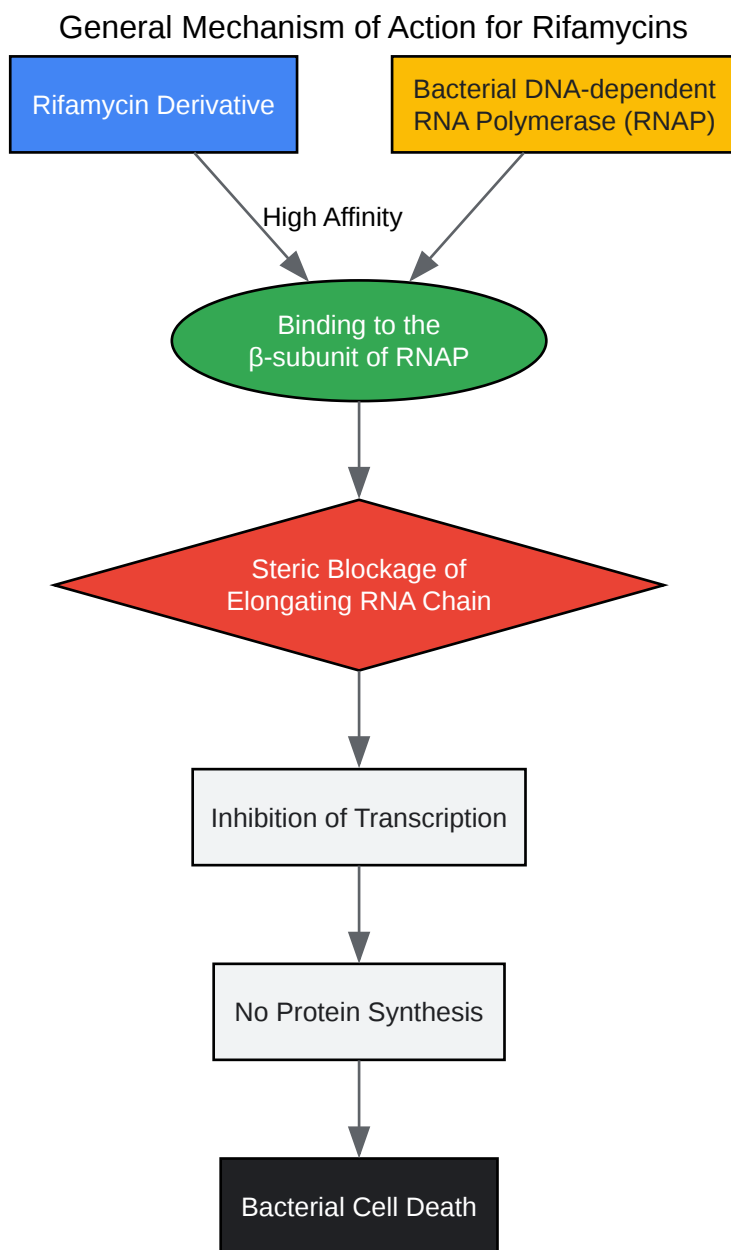 General Mechanism of Action for Rifamycins
Rifamycin Derivative
Bacterial DNA-dependent
RNA Polymerase (RNAP)
High Affinity
Binding to the
β-subunit of RNAP
Steric Blockage of
Elongating RNA Chain
Inhibition of Transcription
No Protein Synthesis
Bacterial Cell Death